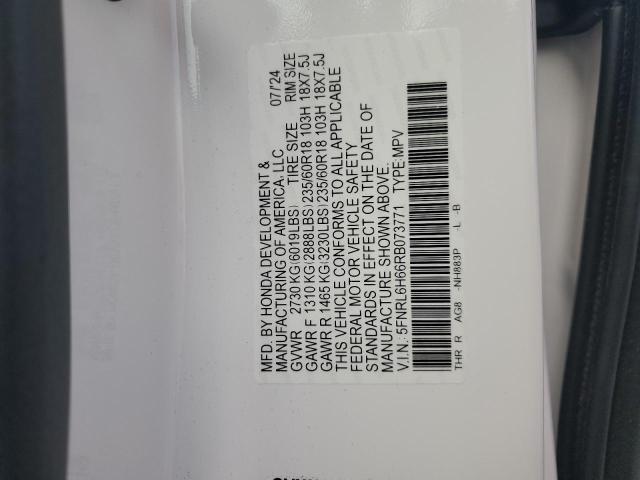 MFD. BY HONDA DEVELOPMENT &
MANUFACTURING OF AMERICA, LLC 07/'24
GVWR 2730 KG(6019LBS) TIRE SIZE RIM SIZE
GAWR F 1310 KG(2888LBS)235/60R18 103H 18X7.5J
GAWR R 1465 KG(3230LBS)235/60R18 103H 18X7.5J
THIS VEHICLE CONFORMS TO ALL APPLICABLE
FEDERAL MOTOR VEHICLE SAFETY
STANDARDS IN EFFECT ON THE DATE OF
MANUFACTURE SHOWN ABOVE.
V.I.N.: 5FNRL6H66RB073771 TYPE:MPV
THR R AG8 -NH883P -L -B